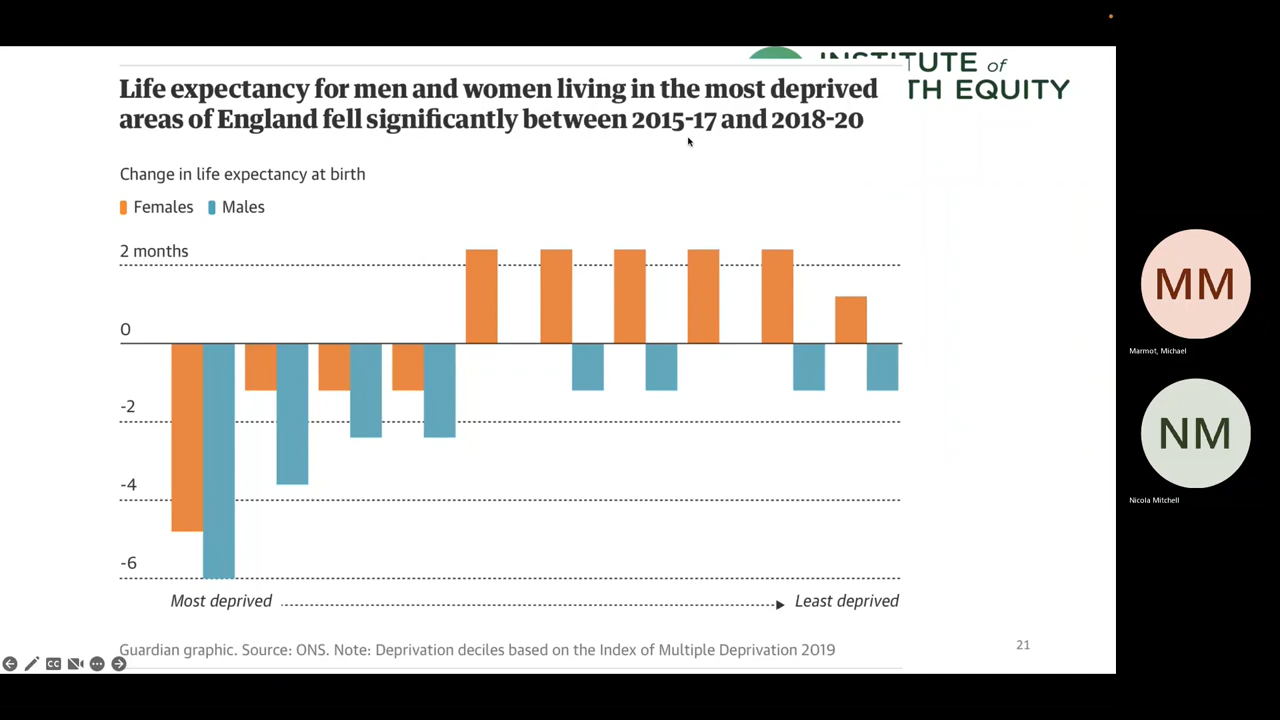 INSTITUTE of
TH EQUITY
Life expectancy for men and women living in the most deprived
areas of England fell significantly between 2015-17 and 2018-20
Change in life expectancy at birth
Females Males
2 months
0
-2
-4
-6
Most deprived Least deprived
Guardian graphic. Source: ONS. Note: Deprivation deciles based on the Index of Multiple Deprivation 2019
21
CC
MM
Marmot, Michael
NM
Nicola Mitchell